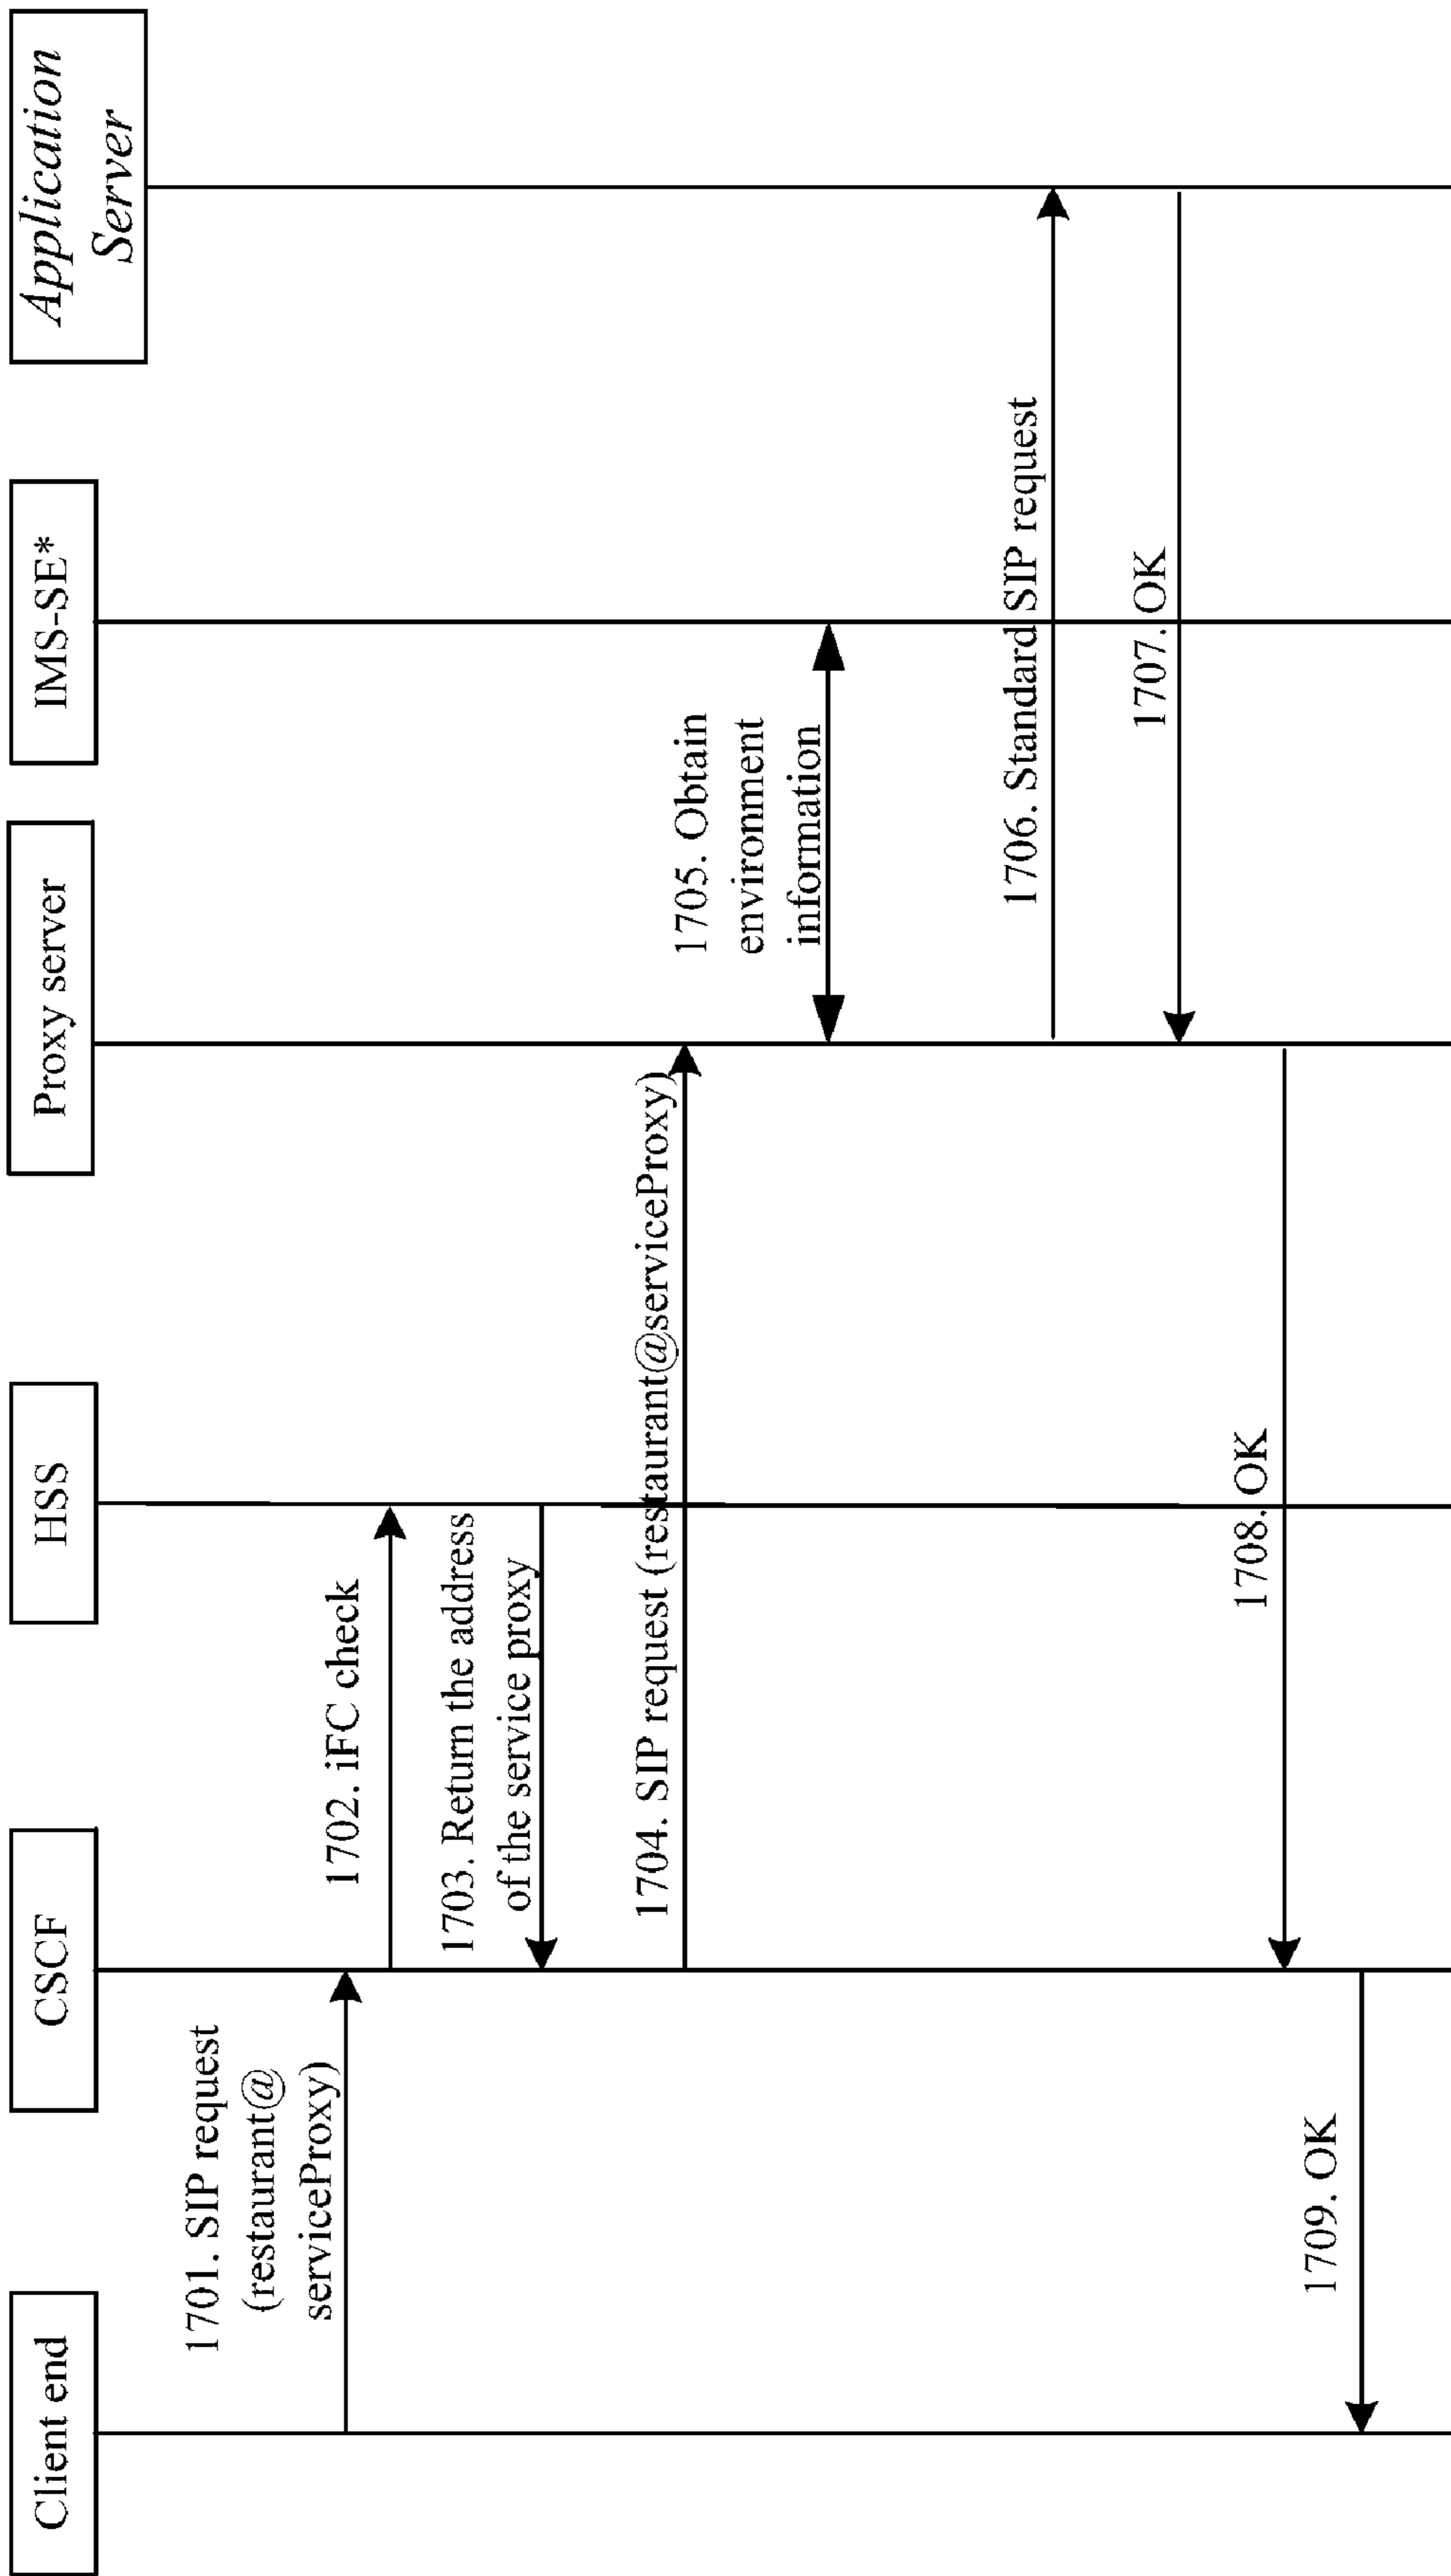 Client end
CSCF
HSS
Proxy server
IMS-SE*
Application
Server
1701. SIP request
(restaurant@
serviceProxy)
1702. iFC check
1703. Return the address
of the service proxy
1704. SIP request (restaurant@serviceProxy)
1705. Obtain
environment
information
1706. Standard SIP request
1707. OK
1708. OK
1709. OK